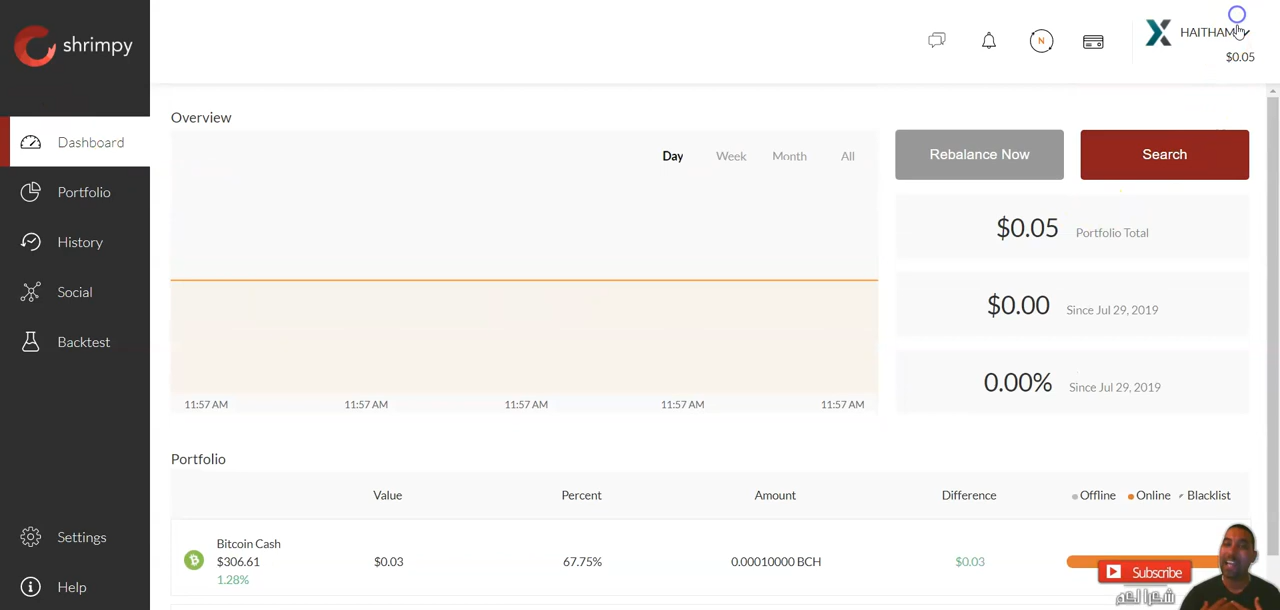 shrimpy
HAITHAM
$0.05
N
Dashboard
Portfolio
History
Social
Backtest
Settings
Help
Overview
Day Week Month All
Rebalance Now
Search
$0.05 Portfolio Total
$0.00 Since Jul 29, 2019
0.00% Since Jul 29, 2019
11:57 AM 11:57 AM 11:57 AM 11:57 AM 11:57 AM
Portfolio
Value Percent Amount Difference Offline Online Blacklist
Bitcoin Cash
$306.61 $0.03 67.75% 0.00010000 BCH $0.03
1.28%
Subscribe